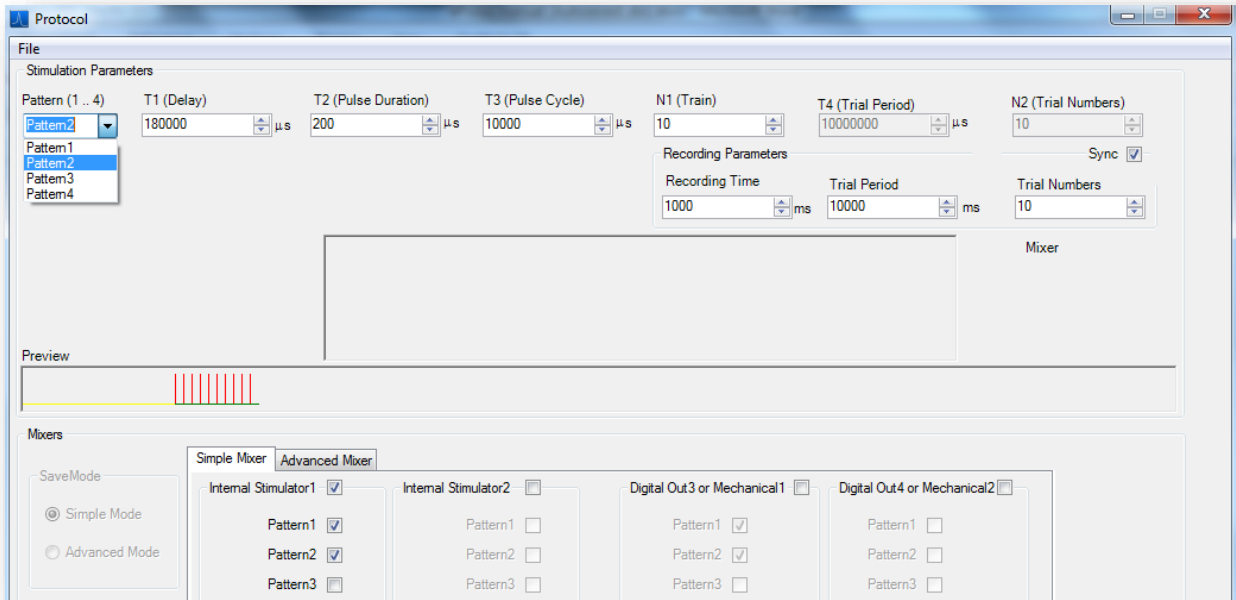 Protocol
File
Stimulation Parameters
Pattern (1 .. 4) T1 (Delay) T2 (Pulse Duration) T3 (Pulse Cycle) N1 (Train) T4 (Trial Period) N2 (Trial Numbers)
Pattern2 180000 μs 200 μs 10000 μs 10 10000000 μs 10
Pattern1
Pattern2
Pattern3
Pattern4
Recording Parameters Sync
Recording Time Trial Period Trial Numbers
1000 ms 10000 ms 10
Mixer
Preview
Mixers
Simple Mixer Advanced Mixer
SaveMode
Simple Mode
Advanced Mode
Internal Stimulator1 Internal Stimulator2 Digital Out3 or Mechanical1 Digital Out4 or Mechanical2
Pattern1 Pattern1 Pattern1 Pattern1
Pattern2 Pattern2 Pattern2 Pattern2
Pattern3 Pattern3 Pattern3 Pattern3